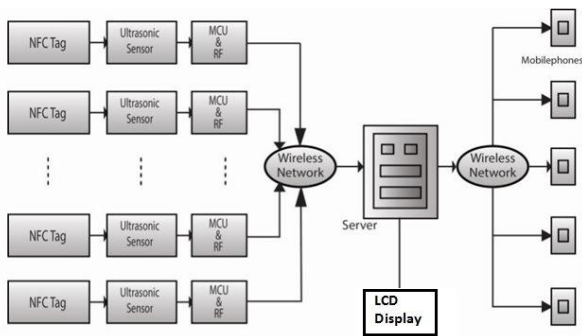 NFC Tag
Ultrasonic
Sensor
MCU
&
RF
NFC Tag
Ultrasonic
Sensor
MCU
&
RF
NFC Tag
Ultrasonic
Sensor
MCU
&
RF
NFC Tag
Ultrasonic
Sensor
MCU
&
RF
Wireless
Network
Server
LCD
Display
Wireless
Network
Mobilephones